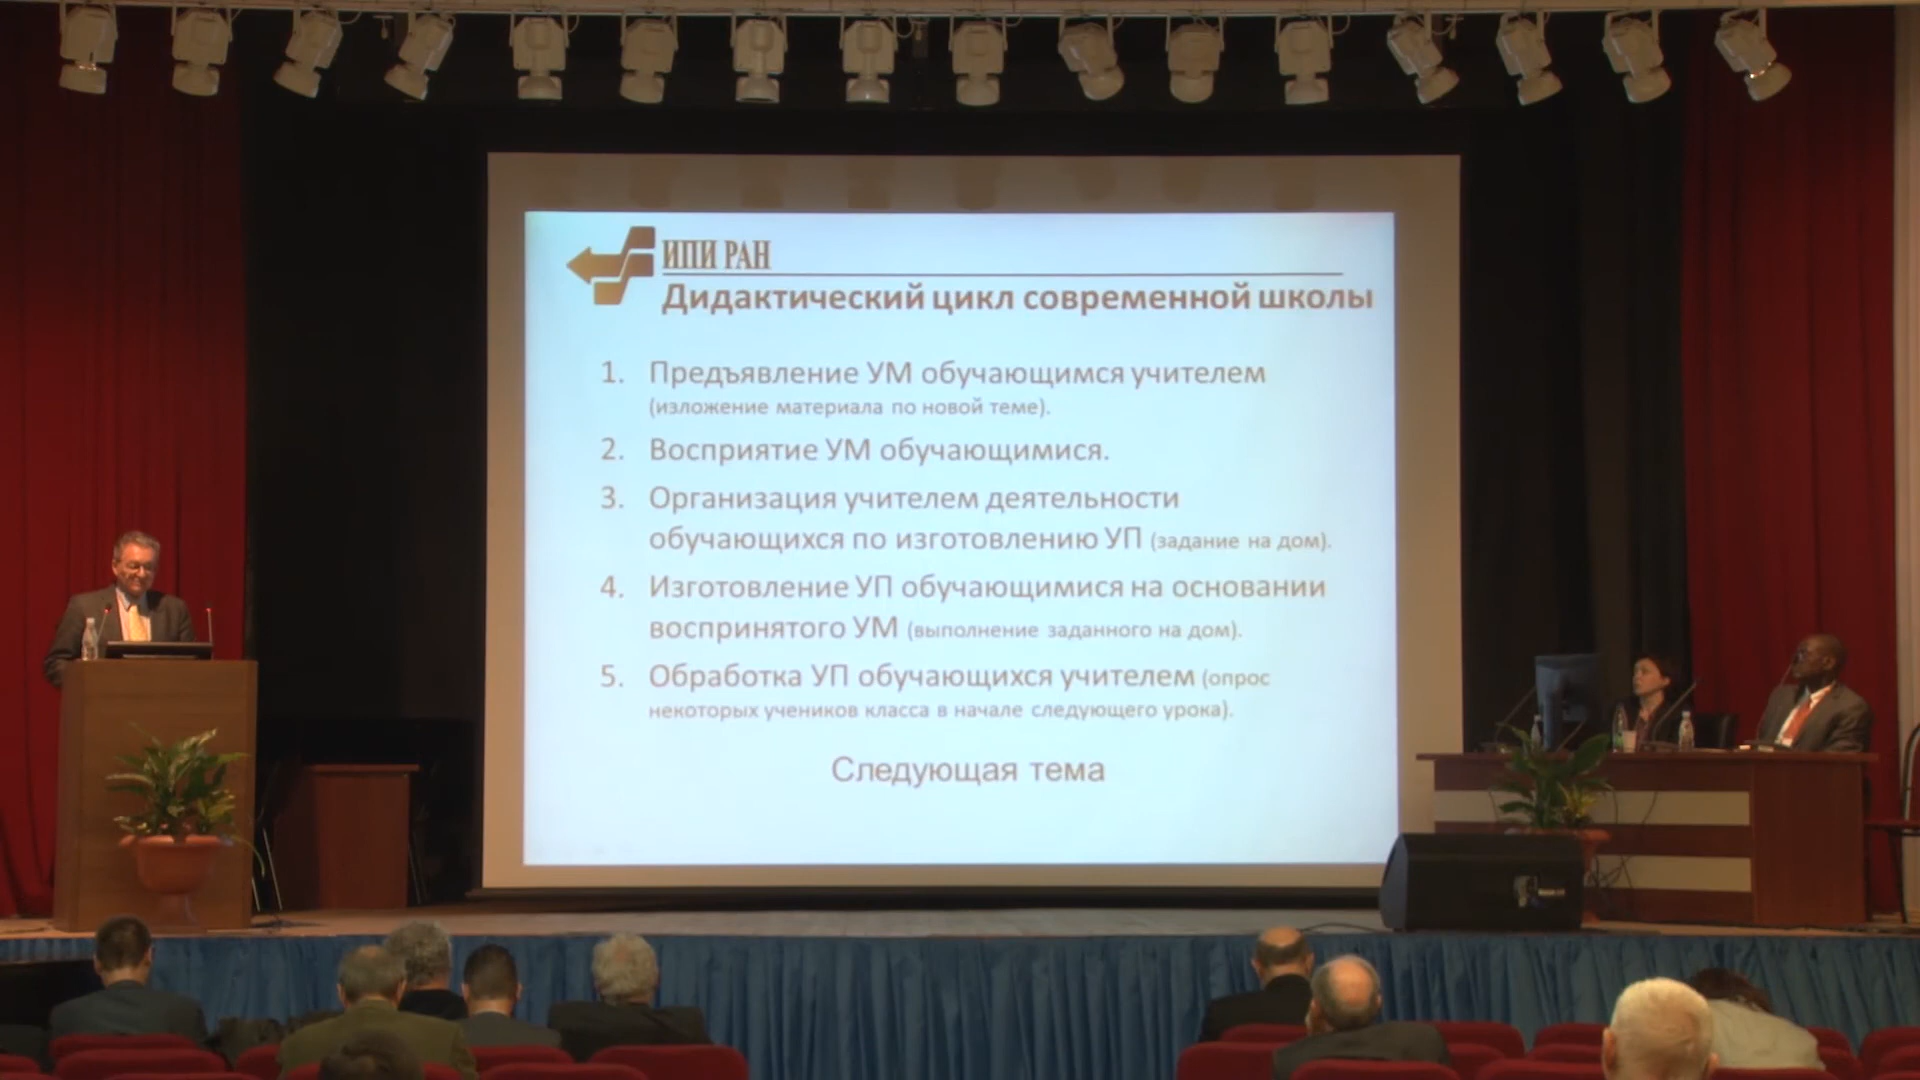 ИПИ РАН
Дидактический цикл современной школы
1. Предъявление УМ обучающимся учителем
(изложение материала по новой теме).
2. Восприятие УМ обучающимися.
3. Организация учителем деятельности
обучающихся по изготовлению УП (задание на дом).
4. Изготовление УП обучающимися на основании
воспринятого УМ (выполнение заданного на дом).
5. Обработка УП обучающихся учителем (опрос
некоторых учеников класса в начале следующего урока).
Следующая тема